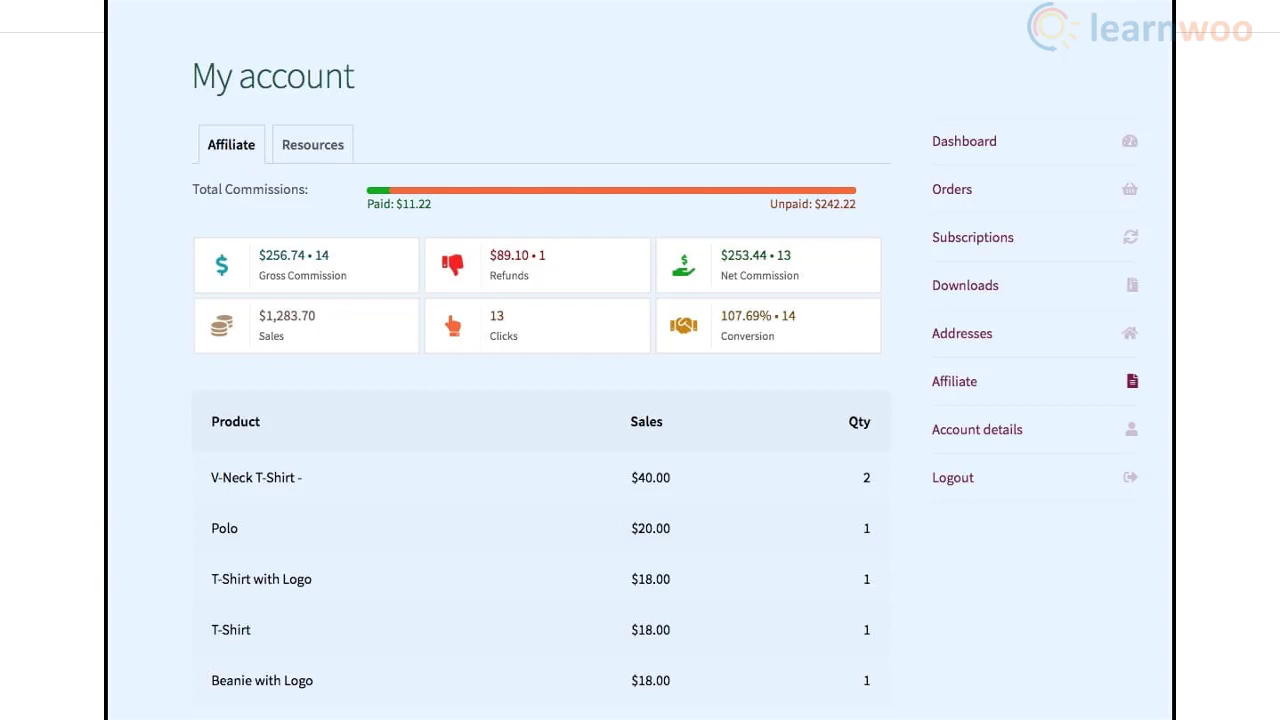 learnwoo
My account
Affiliate Resources
Total Commissions:
Paid: $11.22 Unpaid: $242.22
$256.74 • 14
Gross Commission
$89.10 • 1
Refunds
$253.44 • 13
Net Commission
$1,283.70
Sales
13
Clicks
107.69% • 14
Conversion
Product Sales Qty
V-Neck T-Shirt - $40.00 2
Polo $20.00 1
T-Shirt with Logo $18.00 1
T-Shirt $18.00 1
Beanie with Logo $18.00 1
Dashboard
Orders
Subscriptions
Downloads
Addresses
Affiliate
Account details
Logout